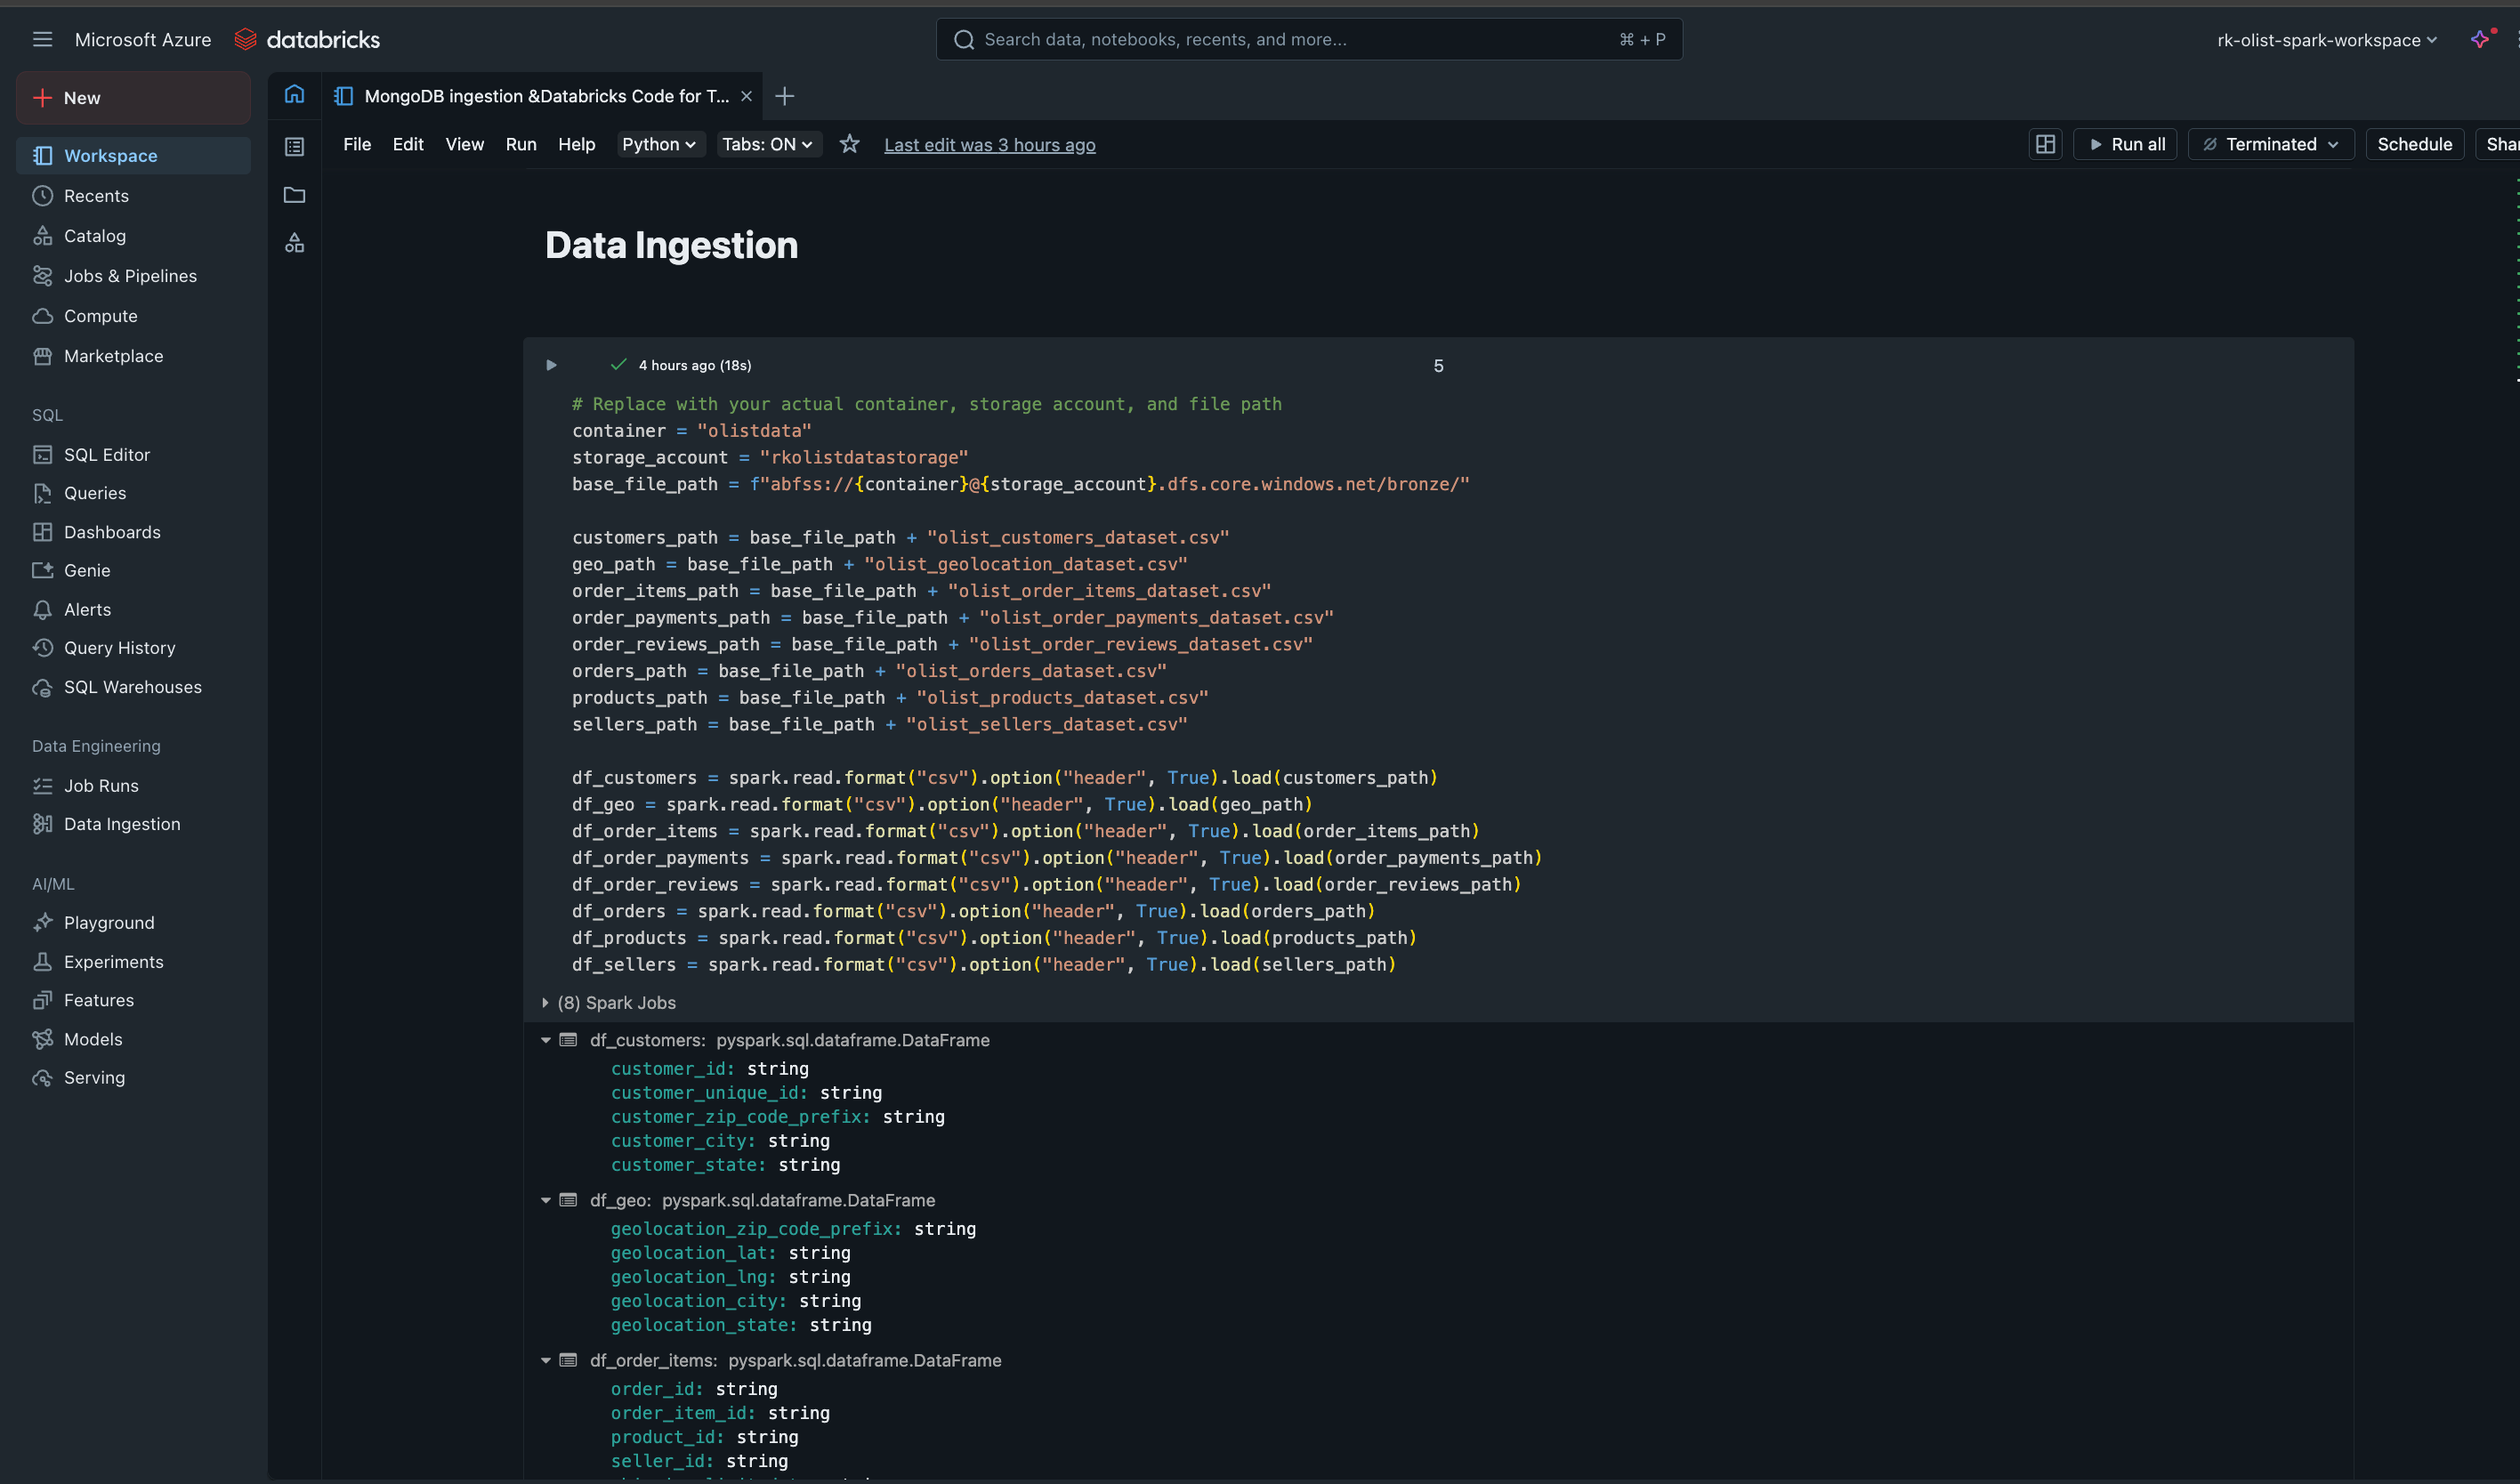 Microsoft Azure databricks
Search data, notebooks, recents, and more... ⌘ + P
rk-olist-spark-workspace
New
Workspace
Recents
Catalog
Jobs & Pipelines
Compute
Marketplace
SQL
SQL Editor
Queries
Dashboards
Genie
Alerts
Query History
SQL Warehouses
Data Engineering
Job Runs
Data Ingestion
AI/ML
Playground
Experiments
Features
Models
Serving
MongoDB ingestion &Databricks Code for T...
File Edit View Run Help Python Tabs: ON Last edit was 3 hours ago
Run all Terminated Schedule
Data Ingestion
4 hours ago (18s) 5
# Replace with your actual container, storage account, and file path
container = "olistdata"
storage_account = "rkolistdatastorage"
base_file_path = f"abfss://{container}@{storage_account}.dfs.core.windows.net/bronze/"
customers_path = base_file_path + "olist_customers_dataset.csv"
geo_path = base_file_path + "olist_geolocation_dataset.csv"
order_items_path = base_file_path + "olist_order_items_dataset.csv"
order_payments_path = base_file_path + "olist_order_payments_dataset.csv"
order_reviews_path = base_file_path + "olist_order_reviews_dataset.csv"
orders_path = base_file_path + "olist_orders_dataset.csv"
products_path = base_file_path + "olist_products_dataset.csv"
sellers_path = base_file_path + "olist_sellers_dataset.csv"
df_customers = spark.read.format("csv").option("header", True).load(customers_path)
df_geo = spark.read.format("csv").option("header", True).load(geo_path)
df_order_items = spark.read.format("csv").option("header", True).load(order_items_path)
df_order_payments = spark.read.format("csv").option("header", True).load(order_payments_path)
df_order_reviews = spark.read.format("csv").option("header", True).load(order_reviews_path)
df_orders = spark.read.format("csv").option("header", True).load(orders_path)
df_products = spark.read.format("csv").option("header", True).load(products_path)
df_sellers = spark.read.format("csv").option("header", True).load(sellers_path)
(8) Spark Jobs
df_customers: pyspark.sql.dataframe.DataFrame
customer_id: string
customer_unique_id: string
customer_zip_code_prefix: string
customer_city: string
customer_state: string
df_geo: pyspark.sql.dataframe.DataFrame
geolocation_zip_code_prefix: string
geolocation_lat: string
geolocation_lng: string
geolocation_city: string
geolocation_state: string
df_order_items: pyspark.sql.dataframe.DataFrame
order_id: string
order_item_id: string
product_id: string
seller_id: string